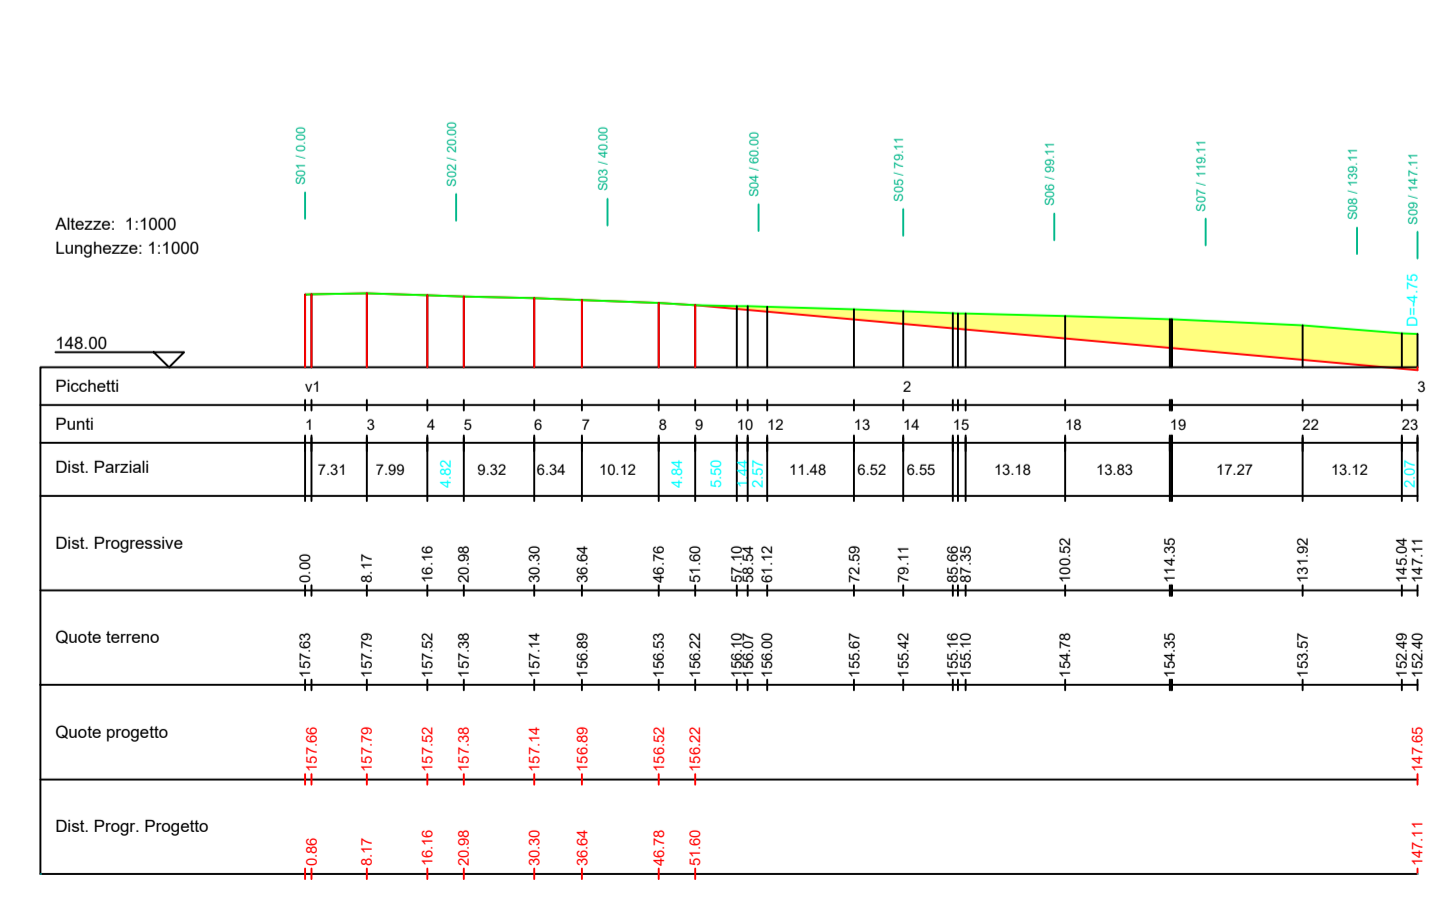 S01 / 0.00
S02 / 20.00
S03 / 40.00
S04 / 60.00
S05 / 79.11
S06 / 99.11
S07 / 119.11
S08 / 139.11
S09 / 147.11
Altezze: 1:1000
Lunghezze: 1:1000
D=-4.75
148.00
Picchetti v1 2 3
Punti 1 3 4 5 6 7 8 9 10 12 13 14 15 18 19 22 23
Dist. Parziali 7.31 7.99 4.82 9.32 6.34 10.12 4.84 5.50 1.44 2.57 11.48 6.52 6.55 13.18 13.83 17.27 13.12 2.07
Dist. Progressive 0.00 8.17 16.16 20.98 30.30 36.64 46.76 51.60 57.10 58.54 61.12 72.59 79.11 85.66 87.35 100.52 114.35 131.92 145.04 147.11
Quote terreno 157.63 157.79 157.52 157.38 157.14 156.89 156.53 156.22 156.10 156.07 156.00 155.67 155.42 155.16 155.10 154.78 154.35 153.57 152.49 152.40
Quote progetto 157.66 157.79 157.52 157.38 157.14 156.89 156.52 156.22 147.65
Dist. Progr. Progetto 0.86 8.17 16.16 20.98 30.30 36.64 46.78 51.60 147.11